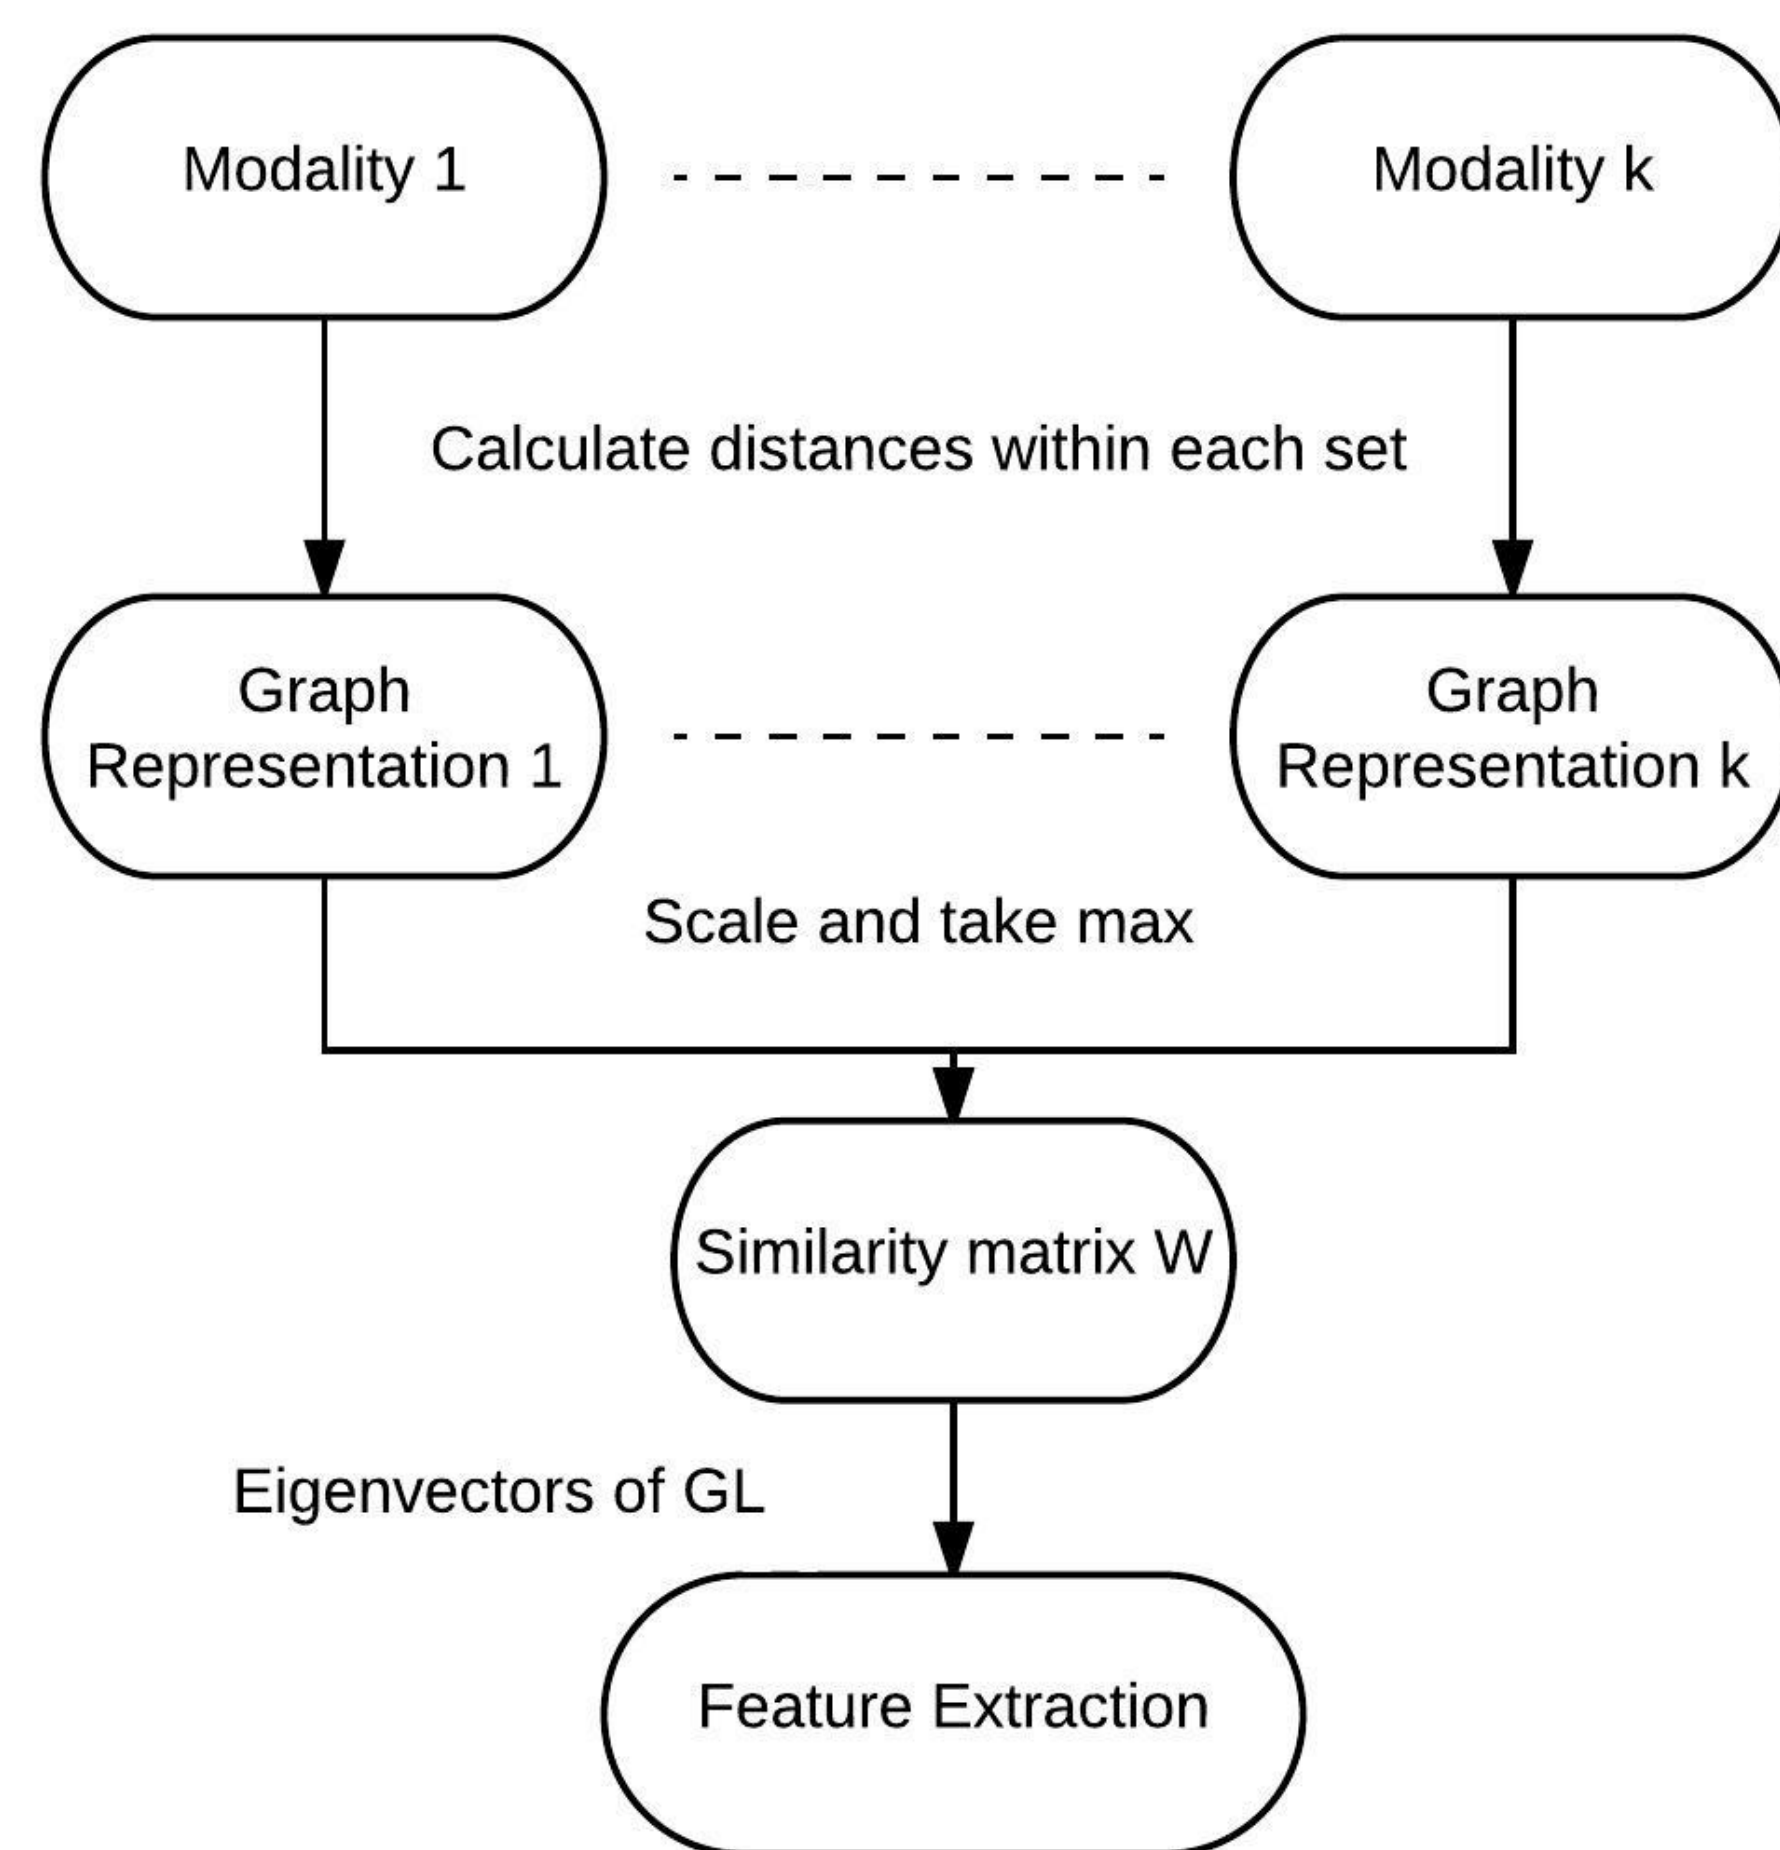 Modality 1
Modality k
Calculate distances within each set
Graph
Representation 1
Graph
Representation k
Scale and take max
Similarity matrix W
Eigenvectors of GL
Feature Extraction